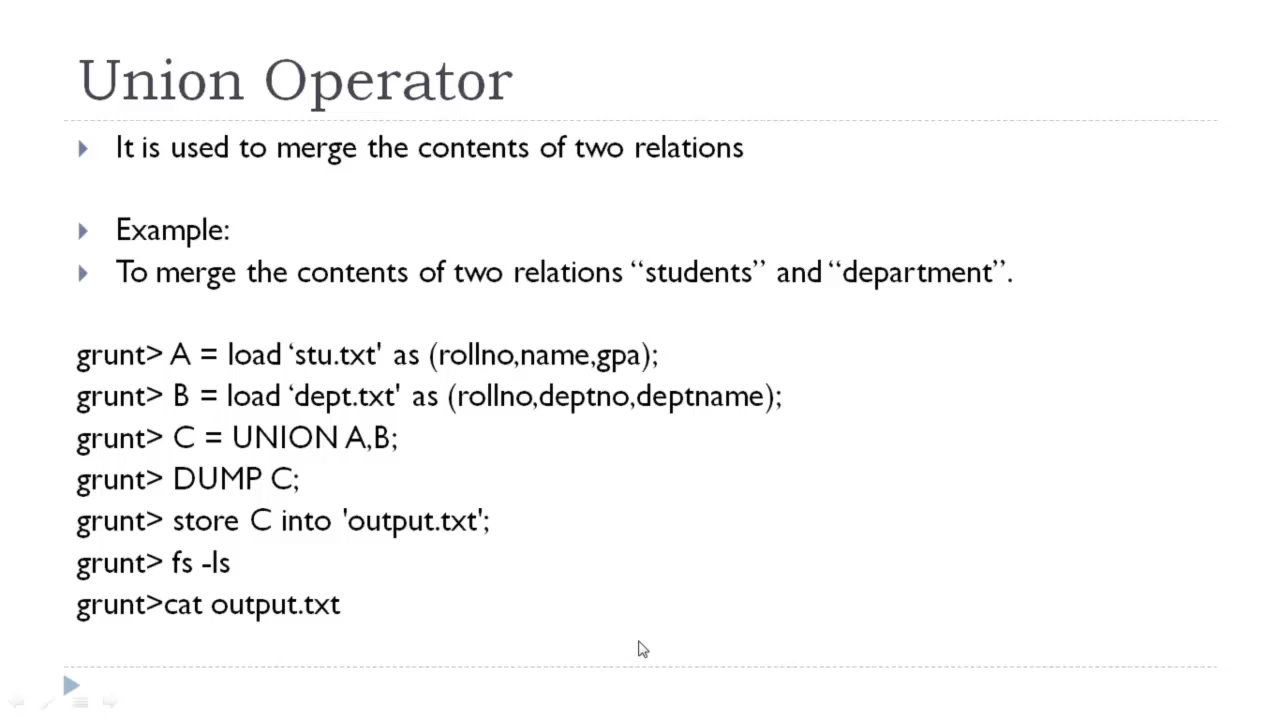 Union Operator
It is used to merge the contents of two relations
Example:
To merge the contents of two relations “students” and “department”.
grunt> A = load ‘stu.txt' as (rollno,name,gpa);
grunt> B = load ‘dept.txt' as (rollno,deptno,deptname);
grunt> C = UNION A,B;
grunt> DUMP C;
grunt> store C into 'output.txt';
grunt> fs -ls
grunt>cat output.txt